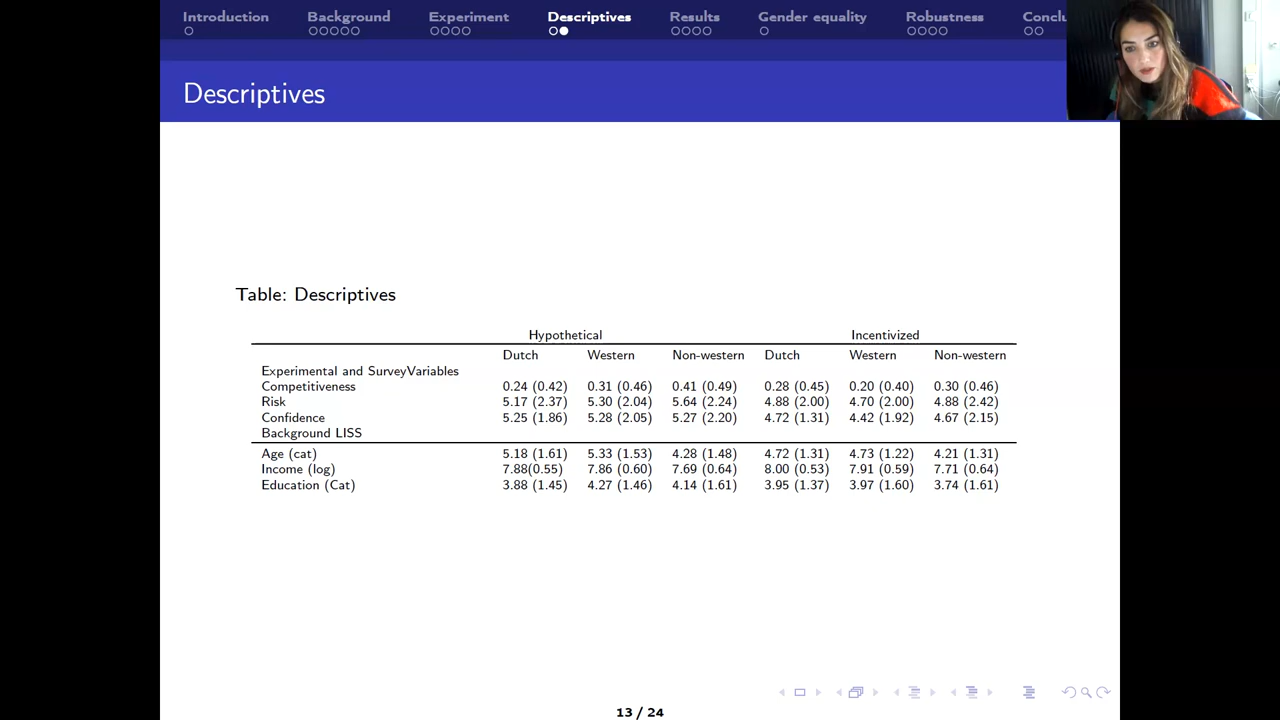 Introduction Background Experiment Descriptives Results Gender equality Robustness Conclu
Descriptives
Table: Descriptives
Hypothetical Incentivized
Dutch Western Non-western Dutch Western Non-western
Experimental and SurveyVariables
Competitiveness 0.24 (0.42) 0.31 (0.46) 0.41 (0.49) 0.28 (0.45) 0.20 (0.40) 0.30 (0.46)
Risk 5.17 (2.37) 5.30 (2.04) 5.64 (2.24) 4.88 (2.00) 4.70 (2.00) 4.88 (2.42)
Confidence 5.25 (1.86) 5.28 (2.05) 5.27 (2.20) 4.72 (1.31) 4.42 (1.92) 4.67 (2.15)
Background LISS
Age (cat) 5.18 (1.61) 5.33 (1.53) 4.28 (1.48) 4.72 (1.31) 4.73 (1.22) 4.21 (1.31)
Income (log) 7.88(0.55) 7.86 (0.60) 7.69 (0.64) 8.00 (0.53) 7.91 (0.59) 7.71 (0.64)
Education (Cat) 3.88 (1.45) 4.27 (1.46) 4.14 (1.61) 3.95 (1.37) 3.97 (1.60) 3.74 (1.61)
13 / 24